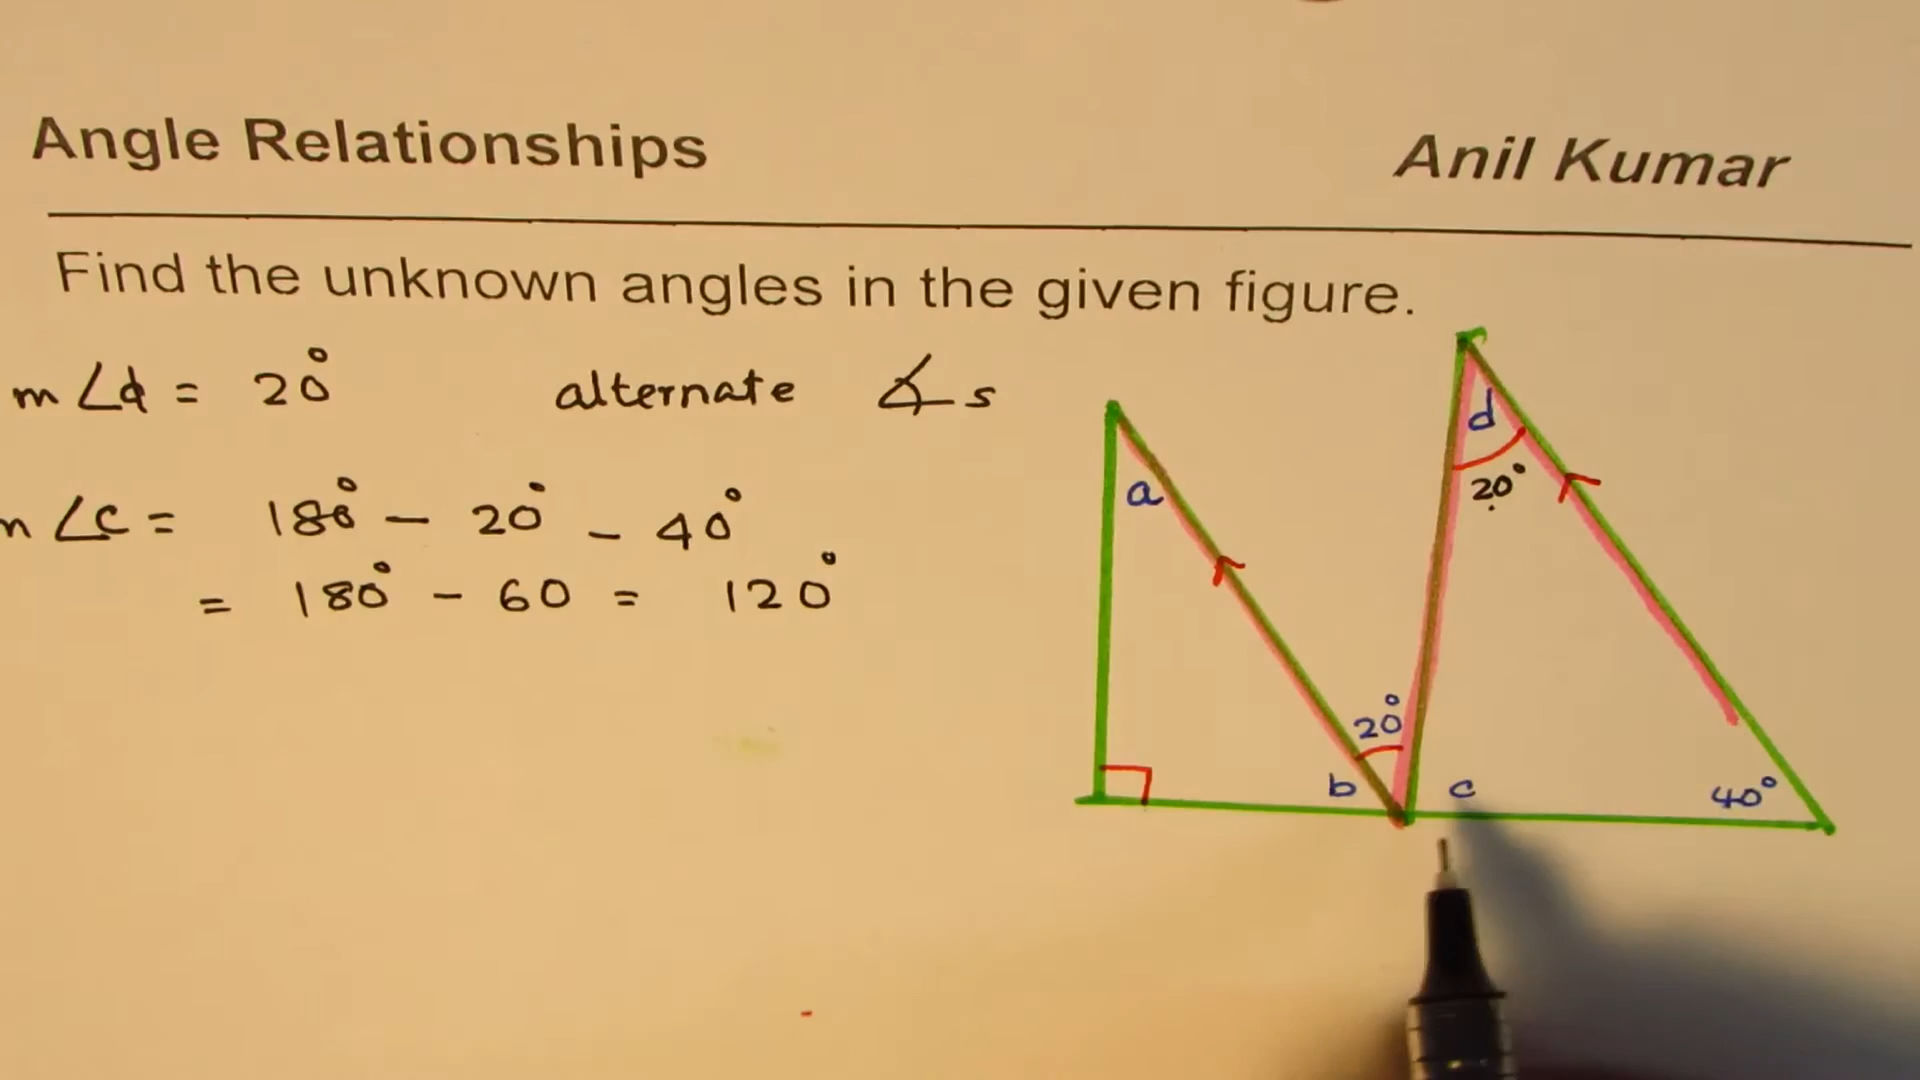 Angle Relationships
Anil Kumar
Find the unknown angles in the given figure.
m∠d = 20° alternate ∡s
m∠c = 180° - 20° - 40°
= 180° - 60 = 120°
a
d
20°
20°
b
c
40°